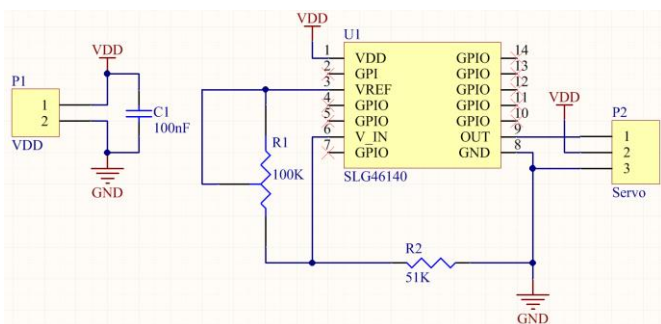 VDD
P1
1
2
VDD
C1
100nF
GND
R1
100K
VDD
U1
1 VDD GPIO 14
2 GPI GPIO 13
3 VREF GPIO 12
4 GPIO GPIO 11
5 GPIO GPIO 10
6 V_IN OUT 9
7 GPIO GND 8
SLG46140
R2
51K
GND
VDD
P2
1
2
3
Servo